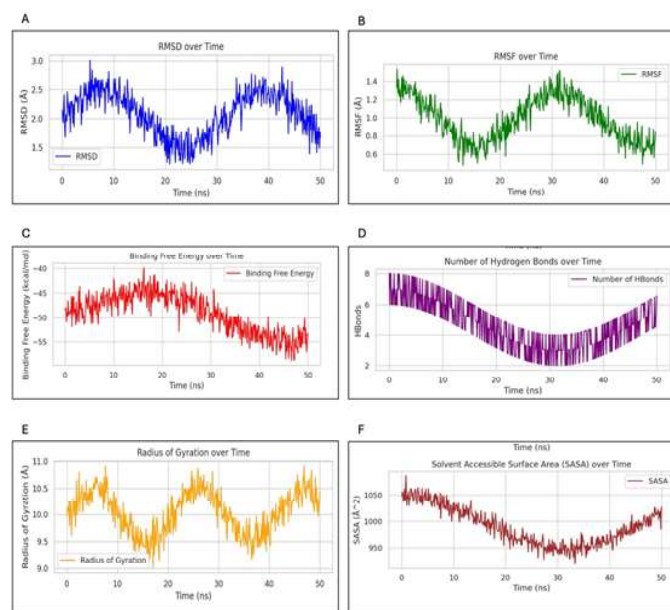 A
RMSD over Time
3.0
2.5
2.0
1.5
RMSD (Å)
RMSD
0 10 20 30 40 50
Time (ns)
B
RMSF over Time
1.4
1.2
1.0
0.8
0.6
RMSF (Å)
RMSF
0 10 20 30 40 50
Time (ns)
C
Binding Free Energy over Time
−40
−45
−50
−55
Binding Free Energy (kcal/mol)
Binding Free Energy
0 10 20 30 40 50
Time (ns)
D
Number of Hydrogen Bonds over Time
8
6
4
2
HBonds
Number of HBonds
0 10 20 30 40 50
Time (ns)
E
Radius of Gyration over Time
11.0
10.5
10.0
9.5
9.0
Radius of Gyration (Å)
Radius of Gyration
0 10 20 30 40 50
Time (ns)
F
Time (ns)
Solvent Accessible Surface Area (SASA) over Time
1050
1000
950
SASA (Å^2)
SASA
0 10 20 30 40 50
Time (ns)